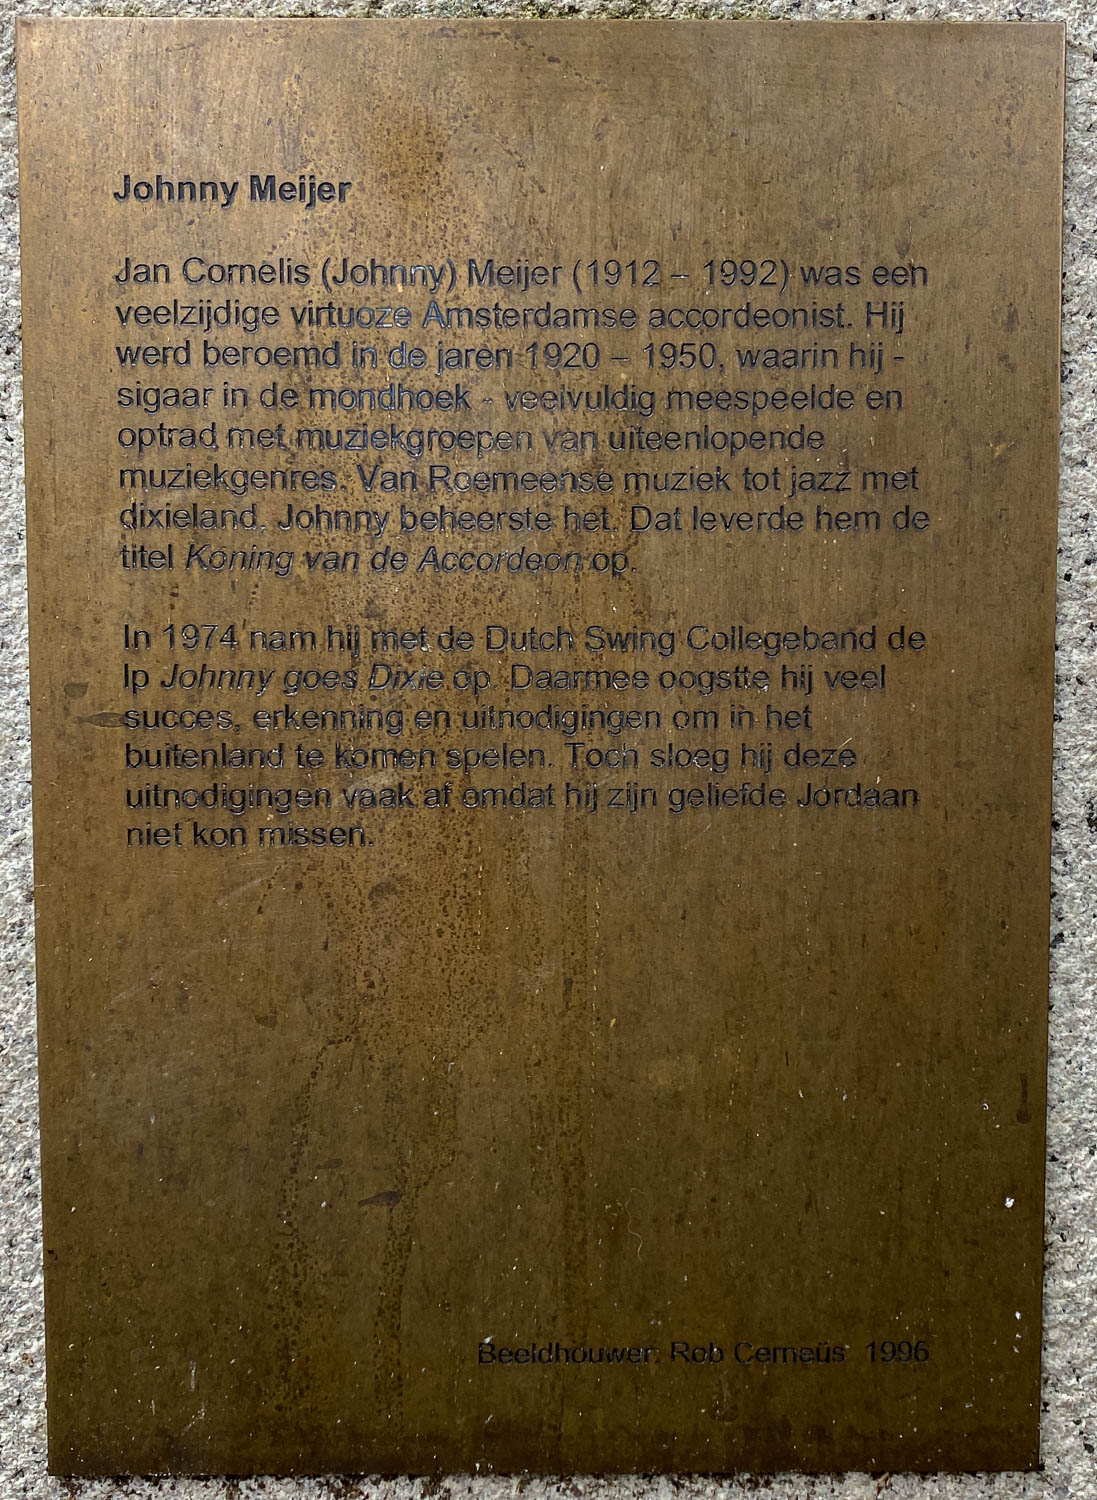 Johnny Meijer
Jan Cornelis (Johnny) Meijer (1912 – 1992) was een
veelzijdige virtuoze Amsterdamse accordeonist. Hij
werd beroemd in de jaren 1920 – 1950, waarin hij -
sigaar in de mondhoek - veelvuldig meespeelde en
optrad met muziekgroepen van uiteenlopende
muziekgenres. Van Roemeense muziek tot jazz met
dixieland, Johnny beheerste het. Dat leverde hem de
titel Koning van de Accordeon op.
In 1974 nam hij met de Dutch Swing Collegeband de
lp Johnny goes Dixie op. Daarmee oogstte hij veel
succes, erkenning en uitnodigingen om in het
buitenland te komen spelen. Toch sloeg hij deze
uitnodigingen vaak af omdat hij zijn geliefde Jordaan
niet kon missen.
Beeldhouwer: Rob Cerneüs 1996